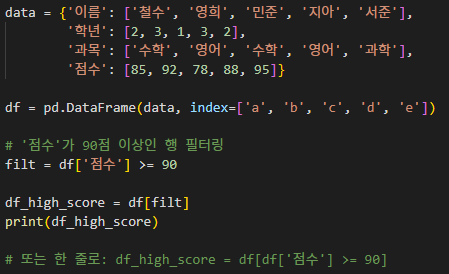 data = {'이름': ['철수', '영희', '민준', '지아', '서준'],
'학년': [2, 3, 1, 3, 2],
'과목': ['수학', '영어', '수학', '영어', '과학'],
'점수': [85, 92, 78, 88, 95]}
df = pd.DataFrame(data, index=['a', 'b', 'c', 'd', 'e'])
# '점수'가 90점 이상인 행 필터링
filt = df['점수'] >= 90
df_high_score = df[filt]
print(df_high_score)
# 또는 한 줄로: df_high_score = df[df['점수'] >= 90]